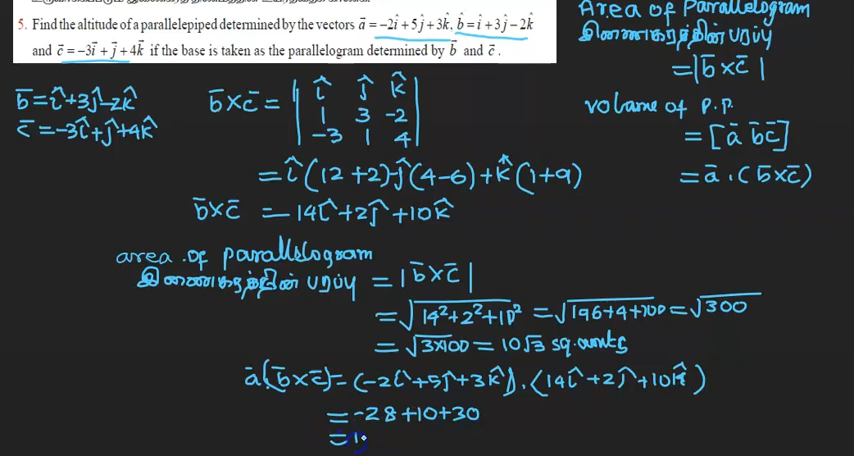 5. Find the altitude of a parallelepiped determined by the vectors a⃗ = −2î + 5ĵ + 3k̂, b̂ = î + 3ĵ − 2k̂
and c⃗ = −3i⃗ + j⃗ + 4k⃗ if the base is taken as the parallelogram determined by b⃗ and c⃗ .
Area of Parallelogram
இணைகரத்தின் பரப்பு
= |b̄ × c̄|
volume of P.P
= [ā b̄ c̄]
= ā . (b̄ × c̄)
b̄ = î + 3ĵ − 2k̂
c̄ = −3î + ĵ + 4k̂
b̄ × c̄ = | î ĵ k̂ |
| 1 3 −2 |
| −3 1 4 |
= î (12 + 2) − ĵ (4 − 6) + k̂ (1 + 9)
b̄ × c̄ = 14î + 2ĵ + 10k̂
area of parallelogram
இணைகரத்தின் பரப்பு = |b̄ × c̄|
= √14² + 2² + 10² = √196 + 4 + 100 = √300
= √3×100 = 10√3 sq.units
ā (b̄ × c̄) = (−2î + 5ĵ + 3k̂) . (14î + 2ĵ + 10k̂)
= −28 + 10 + 30
= 1